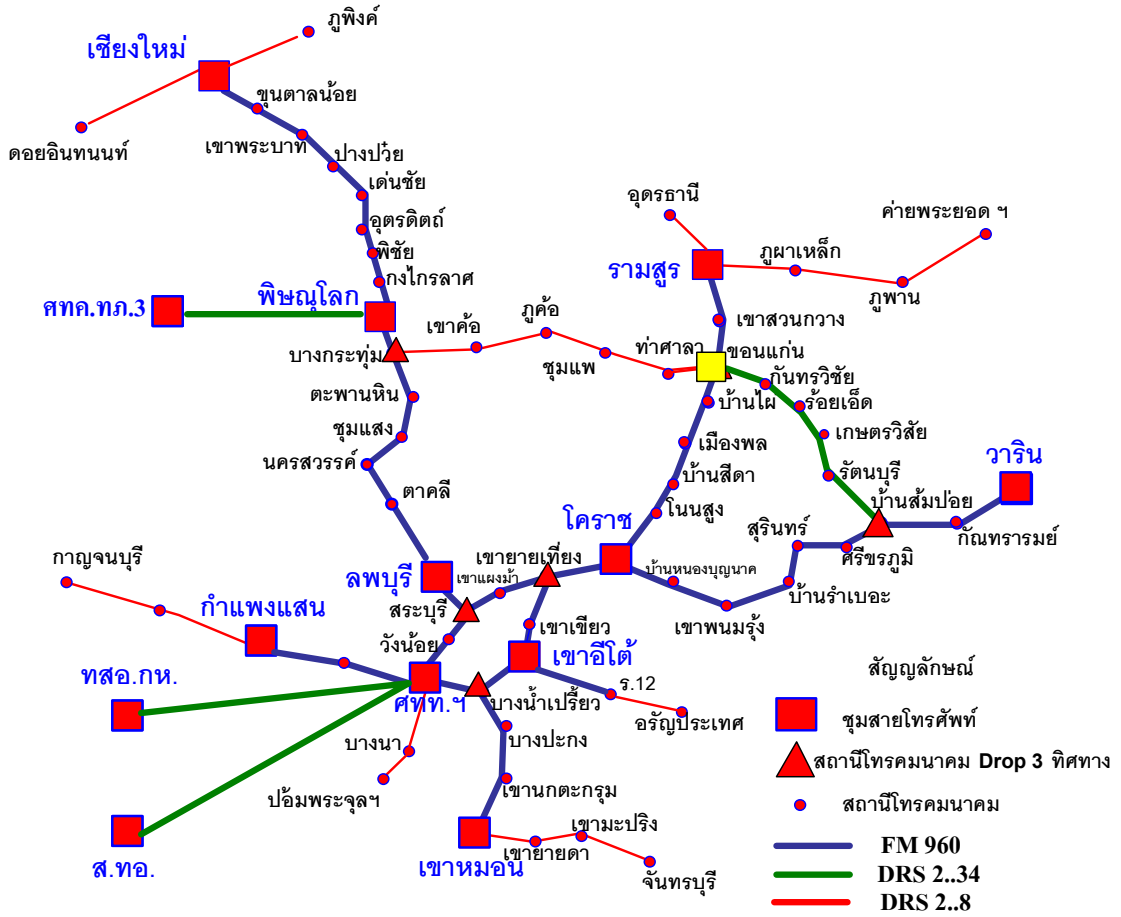 ภูพิงค์
เชียงใหม่
ขุนตาลน้อย
เขาพระบาท
ดอยอินทนนท์
ปางป๋วย
เด่นชัย
อุตรดิตถ์
พิชัย
กงไกรลาศ
ศทค.ทภ.3
พิษณุโลก
บางกระทุ่ม
เขาค้อ
ภูค้อ
ชุมแพ
ท่าศาลา
อุดรธานี
ค่ายพระยอด ฯ
รามสูร
ภูผาเหล็ก
ภูพาน
เขาสวนกวาง
ขอนแก่น
กันทรวิชัย
ตะพานหิน
บ้านไผ่
ร้อยเอ็ด
ชุมแสง
เมืองพล
เกษตรวิสัย
นครสวรรค์
บ้านสีดา
รัตนบุรี
วาริน
ตาคลี
โนนสูง
บ้านส้มป่อย
โคราช
สุรินทร์
กัณทรารมย์
เขายายเที่ยง
ศรีขรภูมิ
กาญจนบุรี
ลพบุรี
เขาแผงม้า
บ้านหนองบุญนาค
บ้านรำเบอะ
กำแพงแสน
สระบุรี
เขาพนมรุ้ง
วังน้อย
เขาเขียว
เขาอีโต้
ทสอ.กห.
ศทท.ฯ
บางน้ำเปรี้ยว
ร.12
อรัญประเทศ
บางนา
บางปะกง
ป้อมพระจุลฯ
เขานกตะกรุม
ส.ทอ.
เขาหมอน
เขายายดา
เขามะปริง
จันทรบุรี
สัญญลักษณ์
ชุมสายโทรศัพท์
สถานีโทรคมนาคม Drop 3 ทิศทาง
สถานีโทรคมนาคม
FM 960
DRS 2..34
DRS 2..8